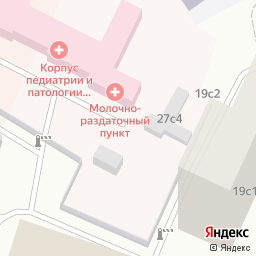 Корпус
педиатрии и
патологии...
Молочно-
раздаточный
пункт
27с4
19с2
19с1
Яндекс